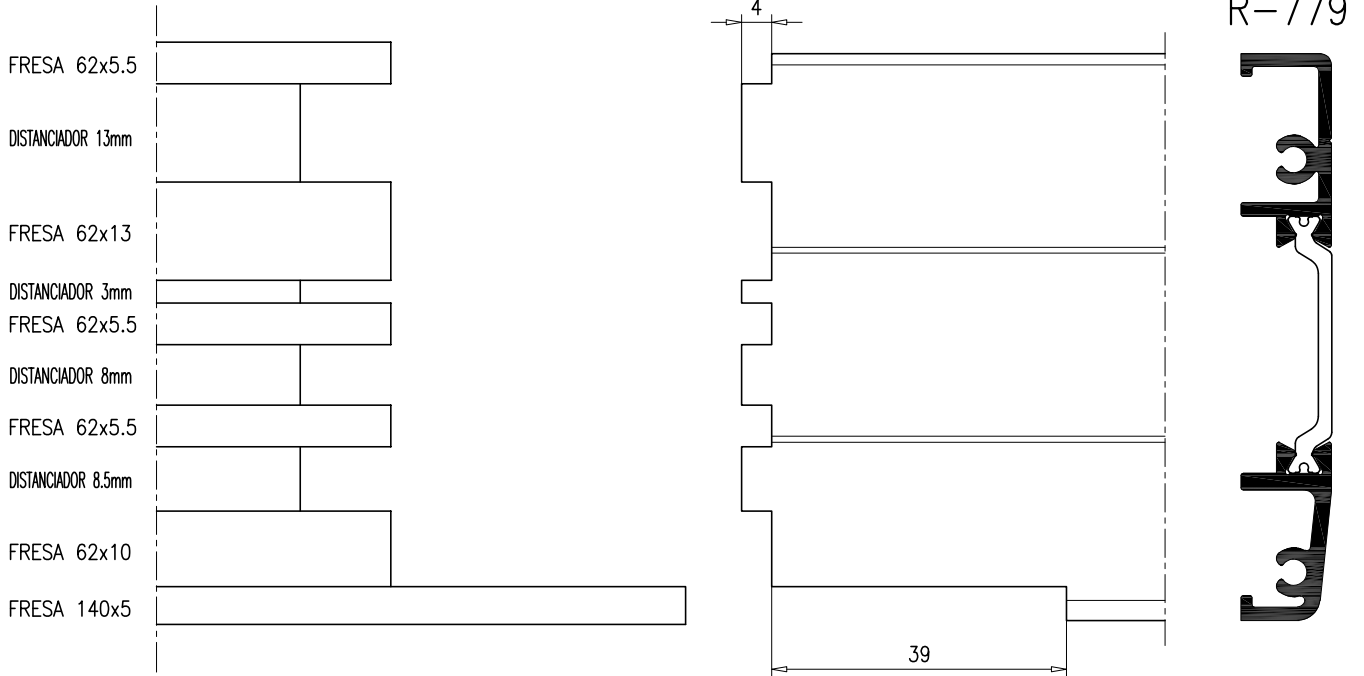 4
R-779
FRESA 62x5.5
DISTANCIADOR 13mm
FRESA 62x13
DISTANCIADOR 3mm
FRESA 62x5.5
DISTANCIADOR 8mm
FRESA 62x5.5
DISTANCIADOR 8.5mm
FRESA 62x10
FRESA 140x5
39